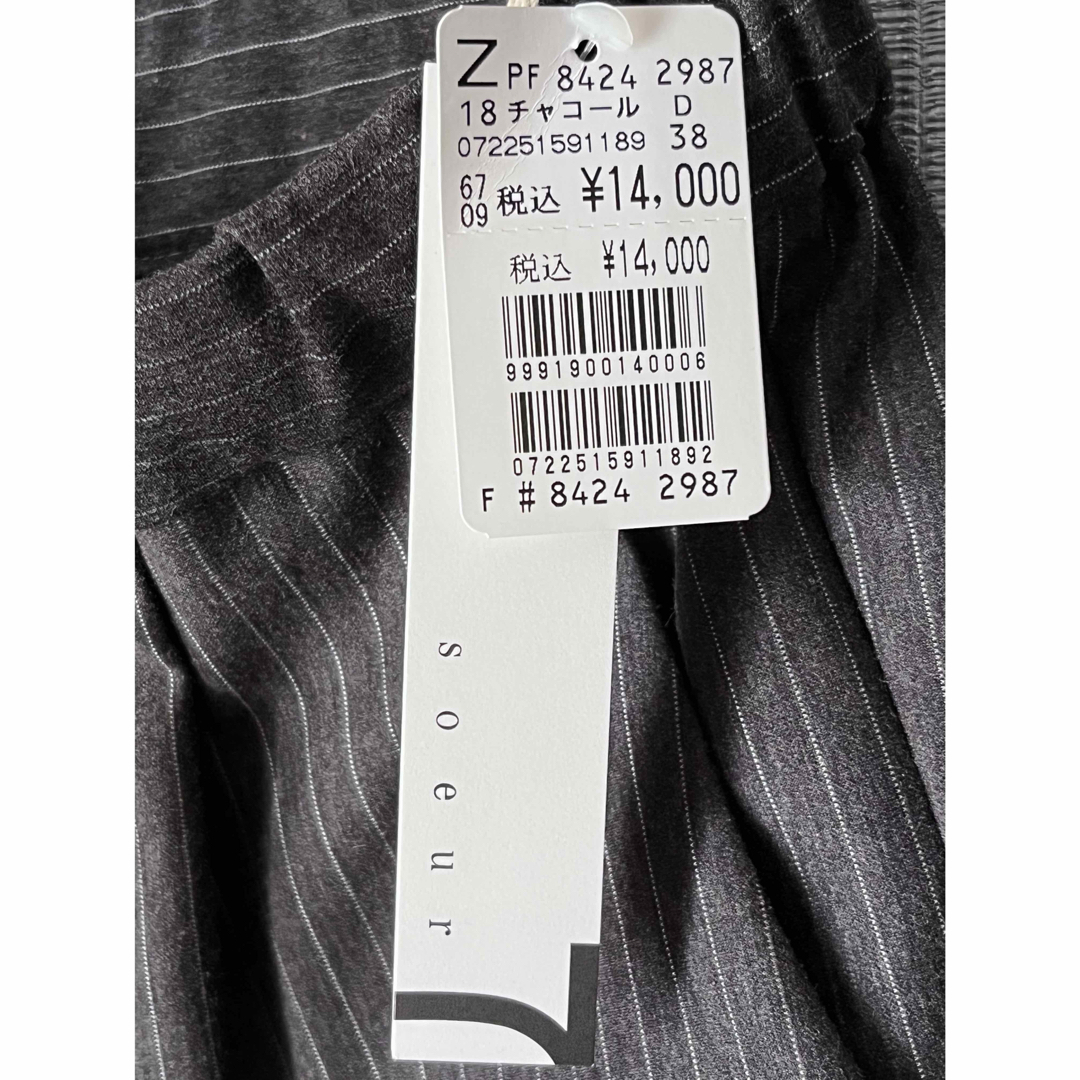 Z PF 8424 2987
18チャコール D
072251591189 38
67
09 税込 ¥14,000
税込 ¥14,000
9991900140006
0722515911892
F #8424 2987
soeur